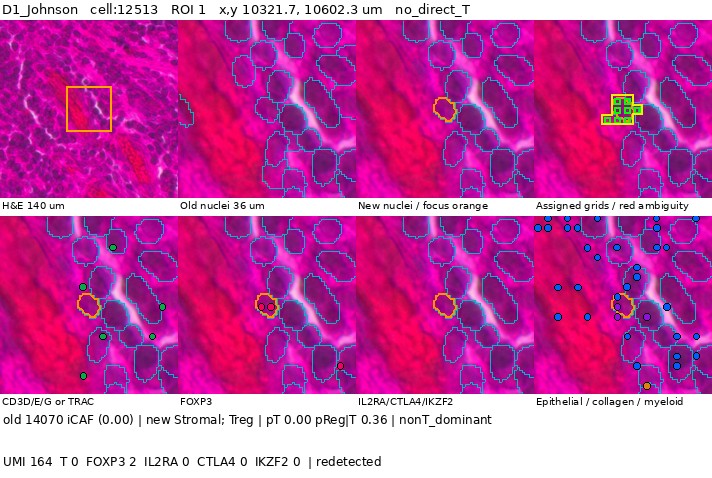 D1_Johnson   cell:12513   ROI 1   x,y 10321.7, 10602.3 um   no_direct_T
H&E 140 um
Old nuclei 36 um
New nuclei / focus orange
Assigned grids / red ambiguity
CD3D/E/G or TRAC
FOXP3
IL2RA/CTLA4/IKZF2
Epithelial / collagen / myeloid
old 14070 iCAF (0.00) | new Stromal; Treg | pT 0.00 pReg|T 0.36 | nonT_dominant
UMI 164  T 0  FOXP3 2  IL2RA 0  CTLA4 0  IKZF2 0  | redetected